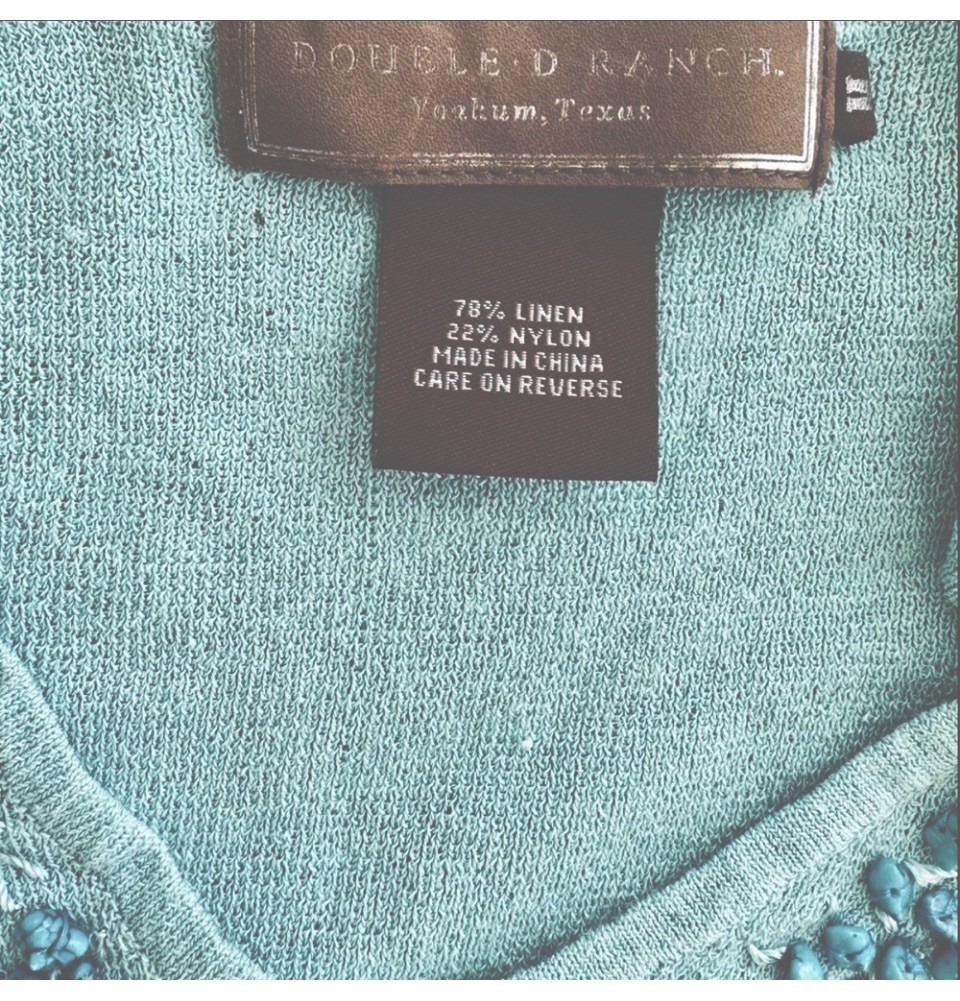 DOUBLE·D RANCH.
Yoakum, Texas
78% LINEN
22% NYLON
MADE IN CHINA
CARE ON REVERSE